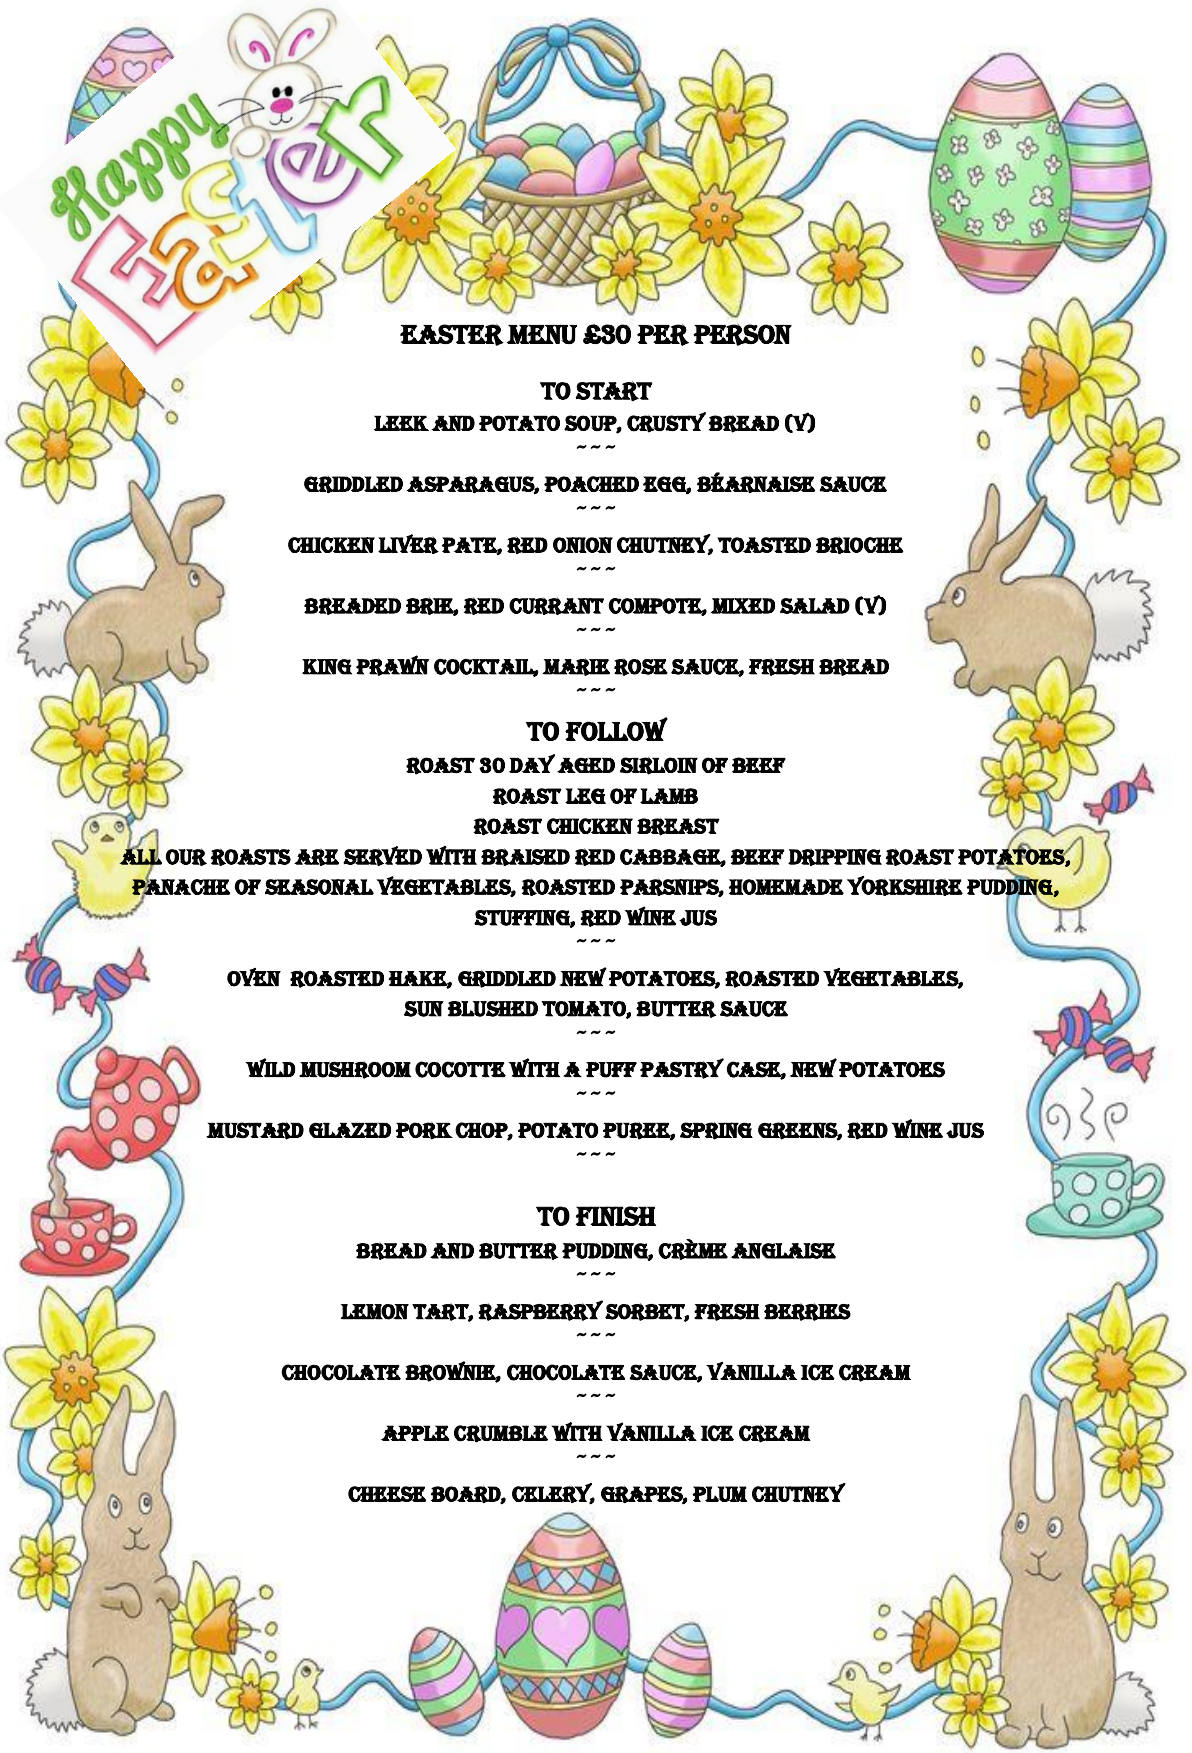 Happy
Easter
EASTER MENU £30 PER PERSON
TO START
LEEK AND POTATO SOUP, CRUSTY BREAD (V)
~ ~ ~
GRIDDLED ASPARAGUS, POACHED EGG, BÉARNAISE SAUCE
~ ~ ~
CHICKEN LIVER PATE, RED ONION CHUTNEY, TOASTED BRIOCHE
~ ~ ~
BREADED BRIE, RED CURRANT COMPOTE, MIXED SALAD (V)
~ ~ ~
KING PRAWN COCKTAIL, MARIE ROSE SAUCE, FRESH BREAD
~ ~ ~
TO FOLLOW
ROAST 30 DAY AGED SIRLOIN OF BEEF
ROAST LEG OF LAMB
ROAST CHICKEN BREAST
ALL OUR ROASTS ARE SERVED WITH BRAISED RED CABBAGE, BEEF DRIPPING ROAST POTATOES,
PANACHE OF SEASONAL VEGETABLES, ROASTED PARSNIPS, HOMEMADE YORKSHIRE PUDDING,
STUFFING, RED WINE JUS
~ ~ ~
OVEN ROASTED HAKE, GRIDDLED NEW POTATOES, ROASTED VEGETABLES,
SUN BLUSHED TOMATO, BUTTER SAUCE
~ ~ ~
WILD MUSHROOM COCOTTE WITH A PUFF PASTRY CASE, NEW POTATOES
~ ~ ~
MUSTARD GLAZED PORK CHOP, POTATO PUREE, SPRING GREENS, RED WINE JUS
~ ~ ~
TO FINISH
BREAD AND BUTTER PUDDING, CRÈME ANGLAISE
~ ~ ~
LEMON TART, RASPBERRY SORBET, FRESH BERRIES
~ ~ ~
CHOCOLATE BROWNIE, CHOCOLATE SAUCE, VANILLA ICE CREAM
~ ~ ~
APPLE CRUMBLE WITH VANILLA ICE CREAM
~ ~ ~
CHEESE BOARD, CELERY, GRAPES, PLUM CHUTNEY